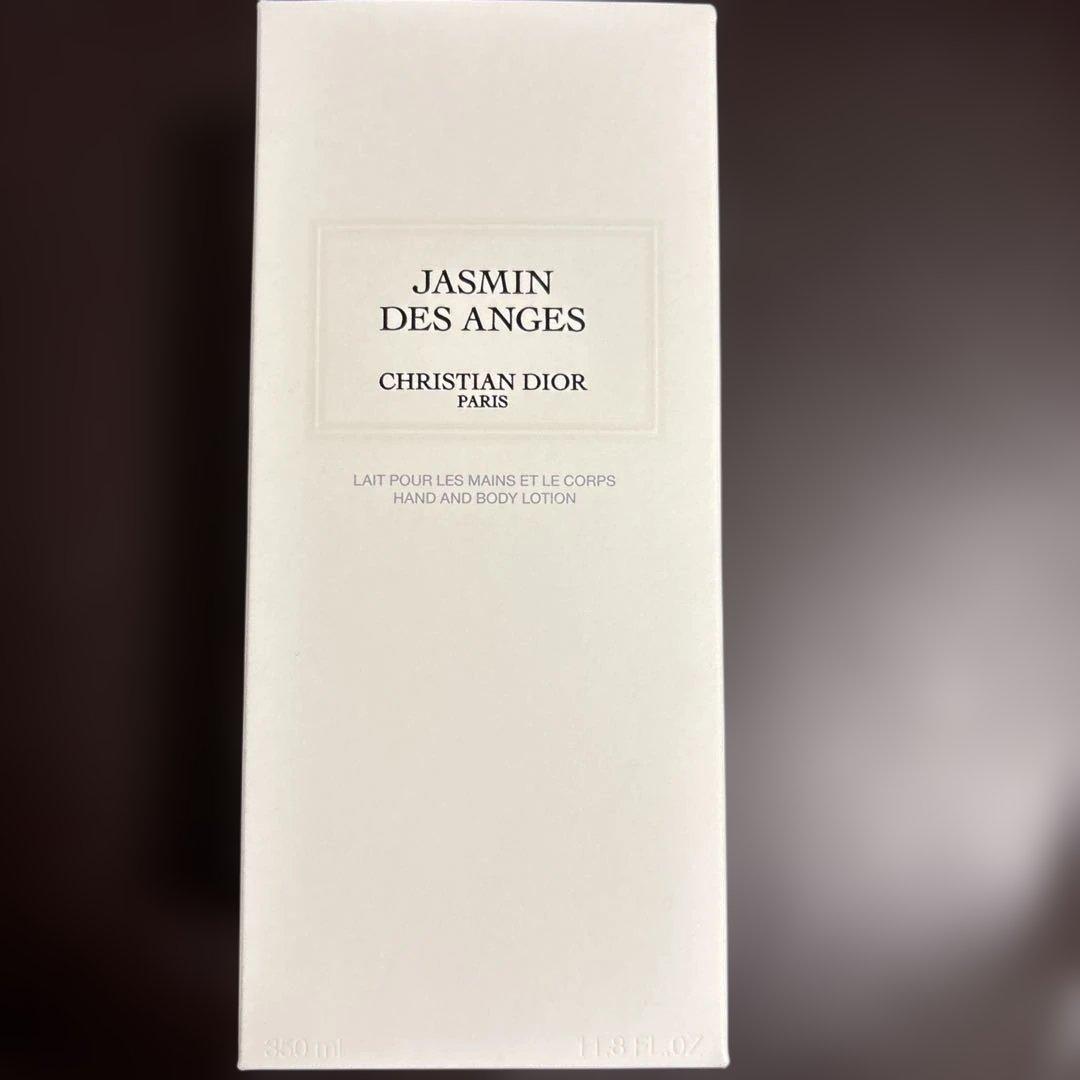 JASMIN
DES ANGES
CHRISTIAN DIOR
PARIS
LAIT POUR LES MAINS ET LE CORPS
HAND AND BODY LOTION
350 ml 11.8 FL.OZ